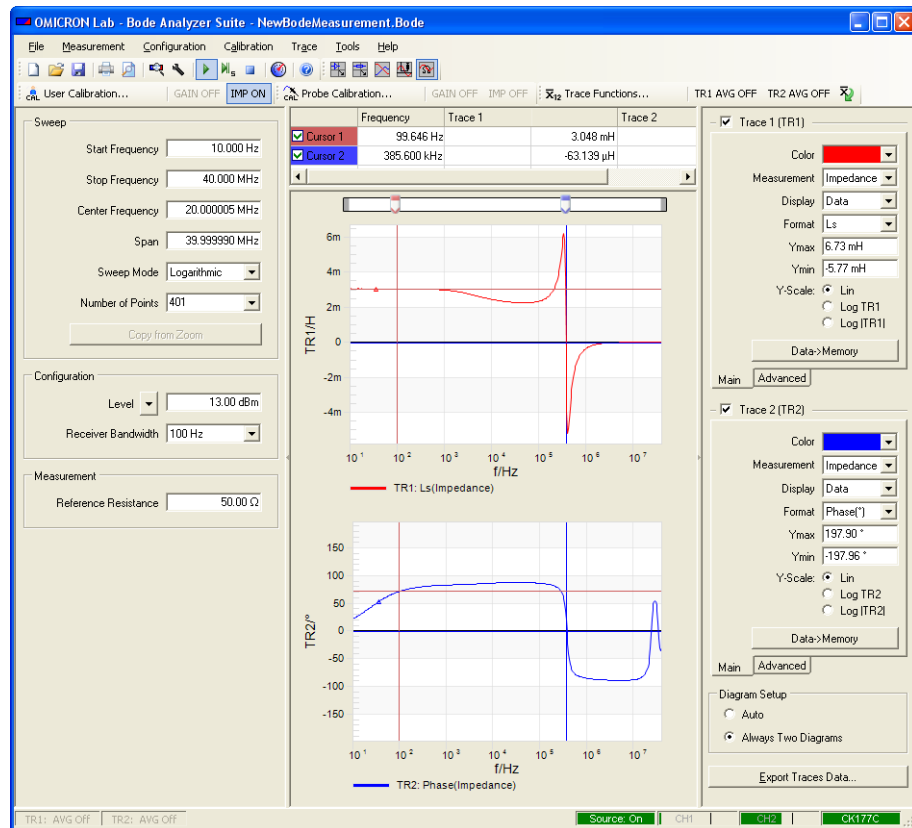 OMICRON Lab - Bode Analyzer Suite - NewBodeMeasurement.Bode
File Measurement Configuration Calibration Trace Tools Help
User Calibration... GAIN OFF IMP ON Probe Calibration... GAIN OFF IMP OFF Trace Functions... TR1 AVG OFF TR2 AVG OFF
Sweep
Start Frequency 10.000 Hz
Stop Frequency 40.000 MHz
Center Frequency 20.000005 MHz
Span 39.999990 MHz
Sweep Mode Logarithmic
Number of Points 401
Copy from Zoom
Configuration
Level 13.00 dBm
Receiver Bandwidth 100 Hz
Measurement
Reference Resistance 50.00 Ω
Frequency Trace 1 Trace 2
Cursor 1 99.646 Hz 3.048 mH
Cursor 2 385.600 kHz -63.139 µH
6m
4m
2m
0
-2m
-4m
TR1/H
10¹ 10² 10³ 10⁴ 10⁵ 10⁶ 10⁷
f/Hz
TR1: Ls(Impedance)
150
100
50
0
-50
-100
-150
TR2/°
10¹ 10² 10³ 10⁴ 10⁵ 10⁶ 10⁷
f/Hz
TR2: Phase(Impedance)
Trace 1 (TR1)
Color
Measurement Impedance
Display Data
Format Ls
Ymax 6.73 mH
Ymin -5.77 mH
Y-Scale: Lin
Log TR1
Log |TR1|
Data->Memory
Main Advanced
Trace 2 (TR2)
Color
Measurement Impedance
Display Data
Format Phase(°)
Ymax 197.90 °
Ymin -197.96 °
Y-Scale: Lin
Log TR2
Log |TR2|
Data->Memory
Main Advanced
Diagram Setup
Auto
Always Two Diagrams
Export Traces Data...
TR1: AVG Off TR2: AVG Off Source: On CH1 CH2 CK177C